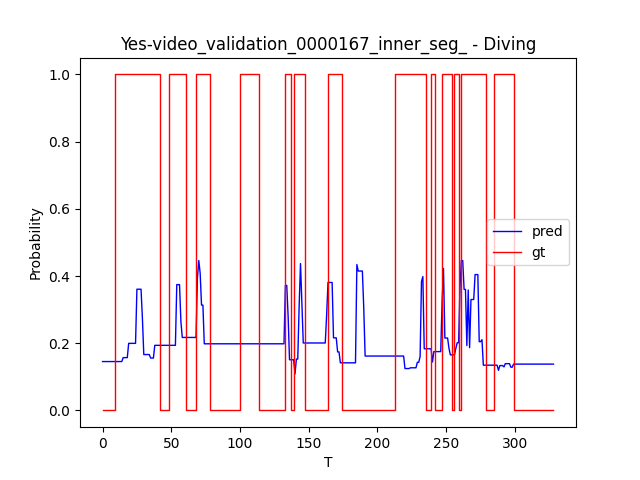 Yes-video_validation_0000167_inner_seg_ - Diving
1.0
0.8
0.6
0.4
0.2
0.0
Probability
pred
gt
0
50
100
150
200
250
300
T